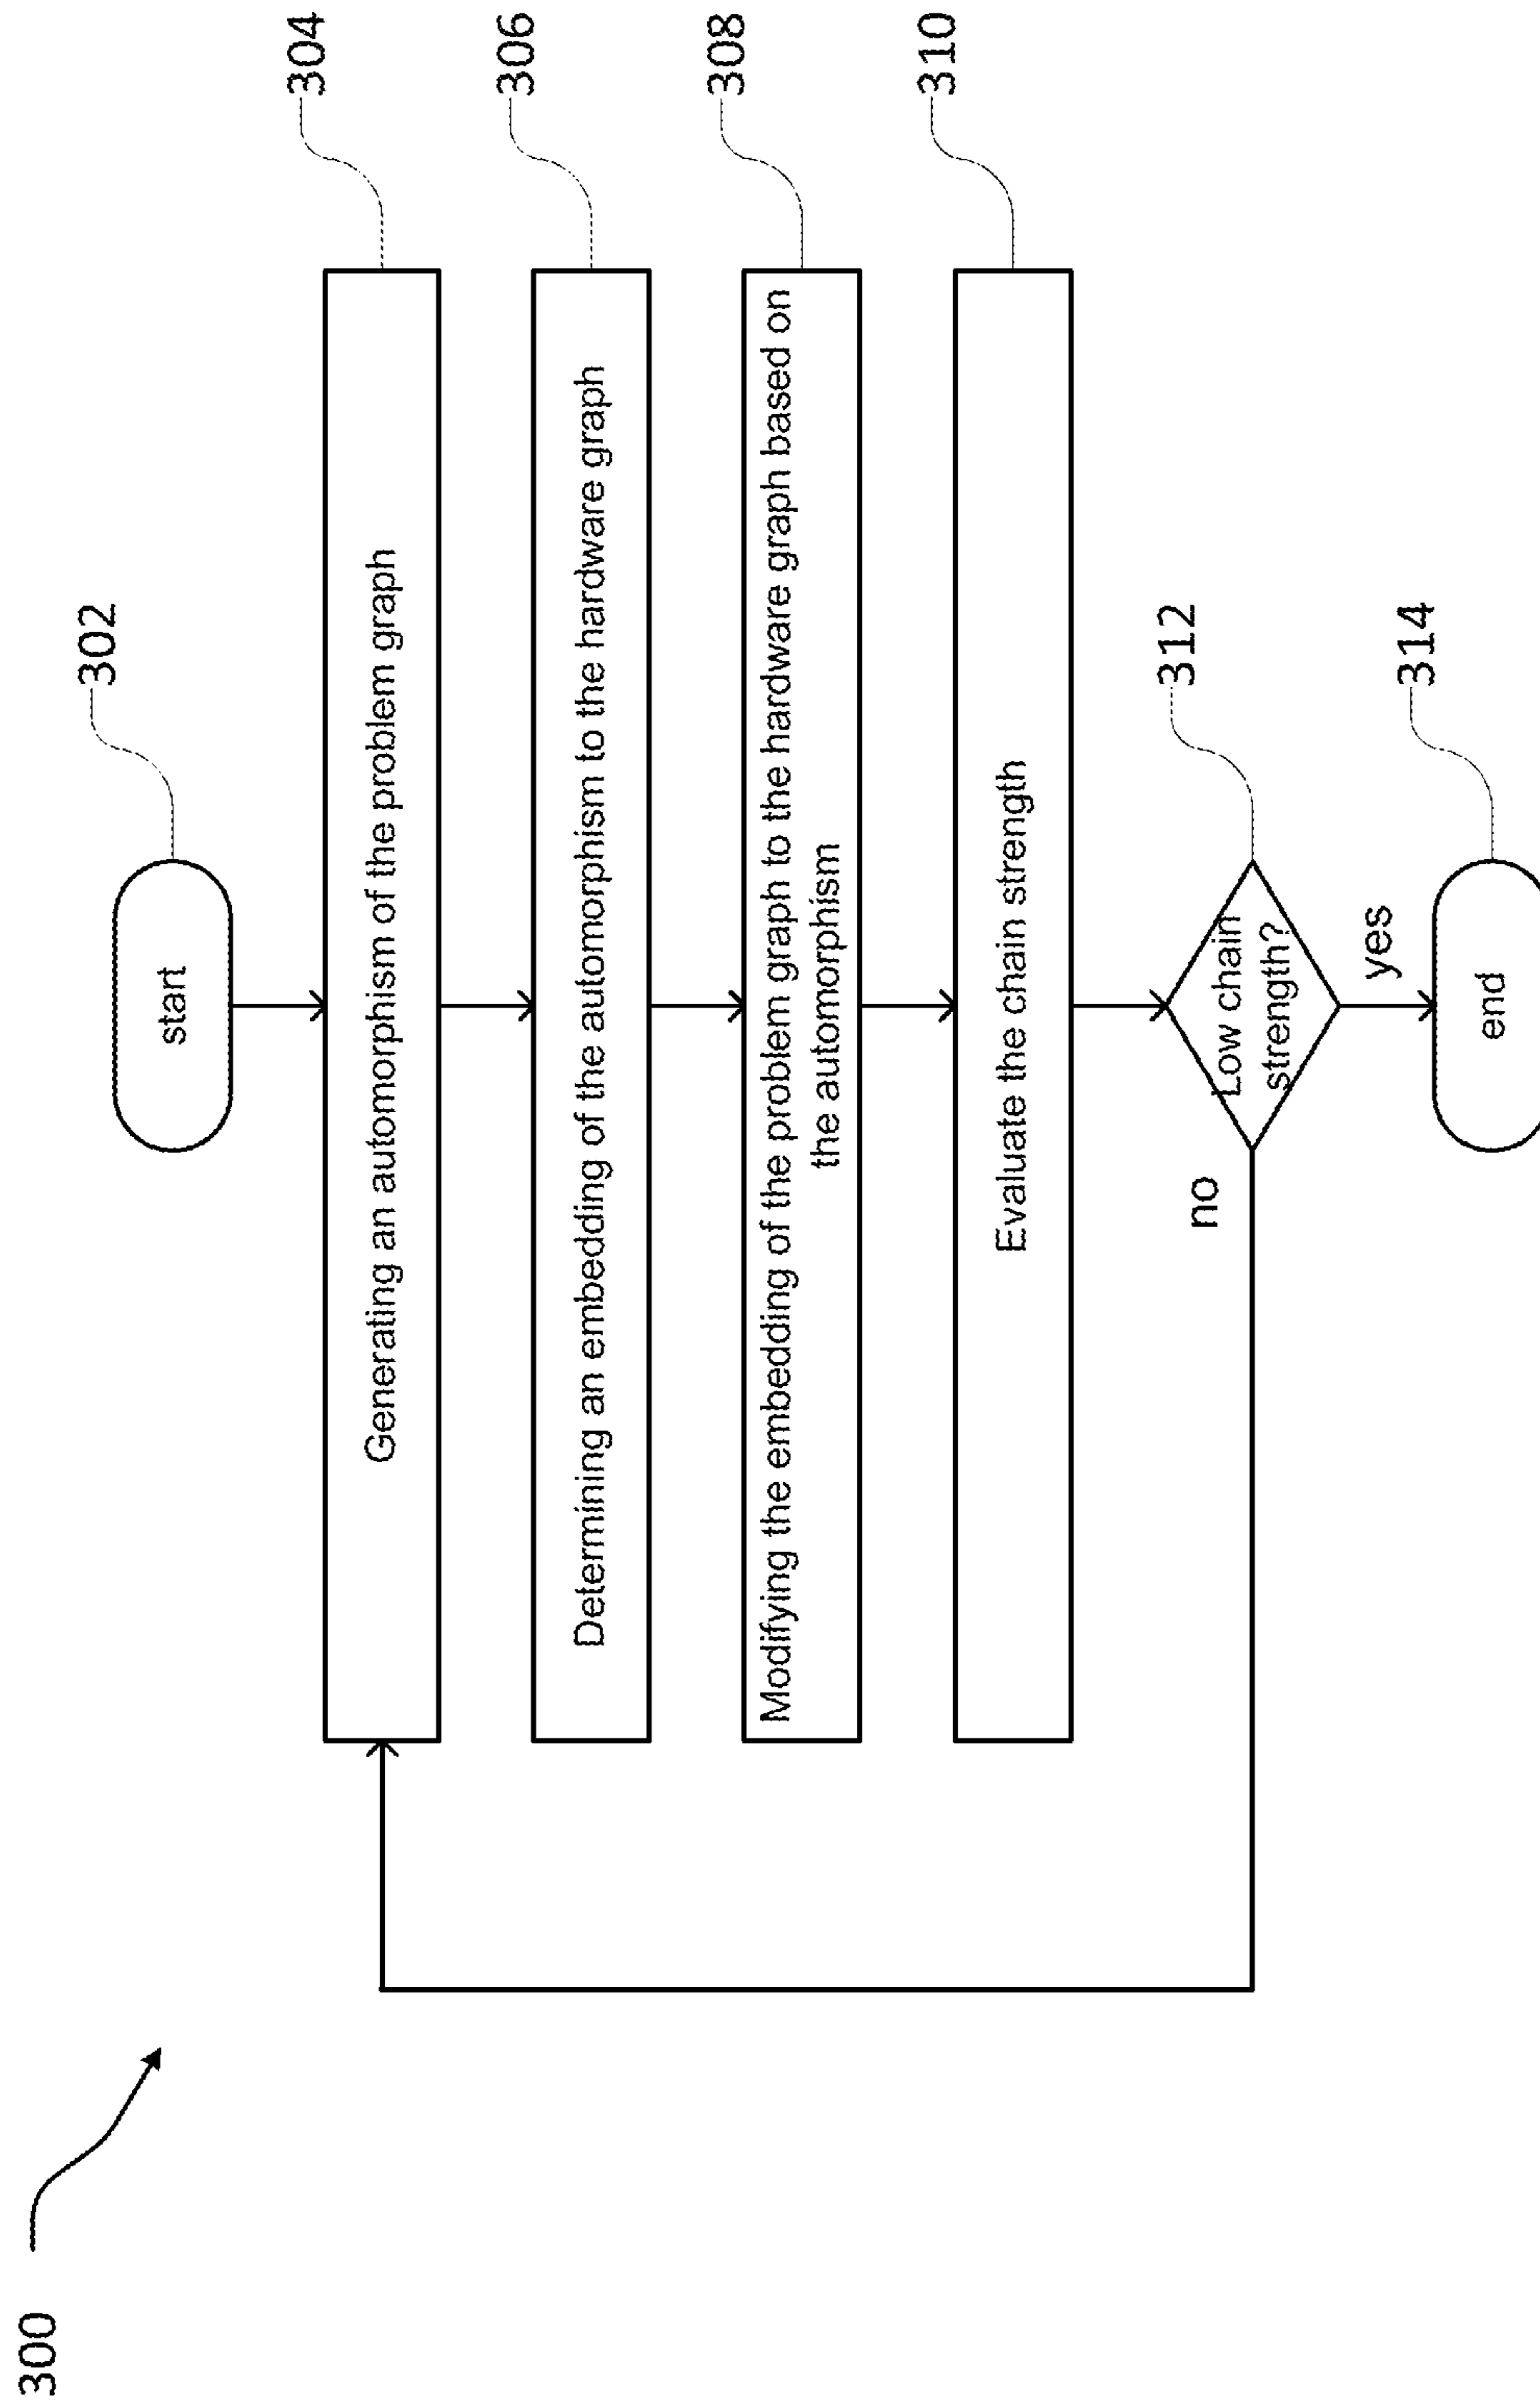 300
302
start
304
Generating an automorphism of the problem graph
306
Determining an embedding of the automorphism to the hardware graph
308
Modifying the embedding of the problem graph to the hardware graph based on
the automorphism
310
Evaluate the chain strength
312
Low chain
strength?
no
yes
314
end